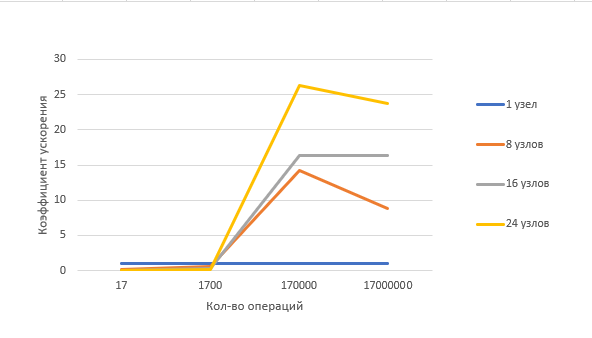 30
25
20
15
10
5
0
Коэффициент ускорения
17 1700 170000 17000000
Кол-во операций
1 узел
8 узлов
16 узлов
24 узлов